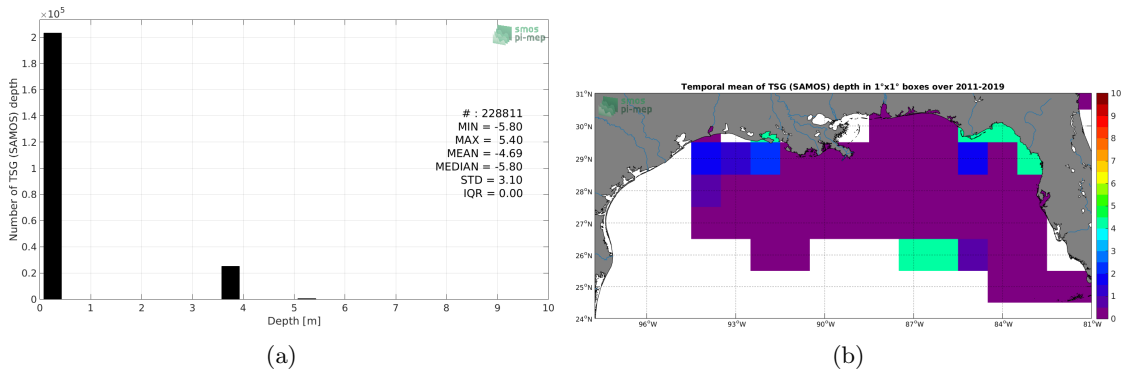 ×10⁵
2
1.8
1.6
1.4
1.2
1
0.8
0.6
0.4
0.2
0
Number of TSG (SAMOS) depth
smos
pi-mep
# : 228811
MIN = -5.80
MAX = 5.40
MEAN = -4.69
MEDIAN = -5.80
STD = 3.10
IQR = 0.00
0 1 2 3 4 5 6 7 8 9 10
Depth [m]
(a)
Temporal mean of TSG (SAMOS) depth in 1°x1° boxes over 2011-2019
smos
pi-mep
31°N
30°N
29°N
28°N
27°N
26°N
25°N
24°N
96°W 93°W 90°W 87°W 84°W 81°W
10
9
8
7
6
5
4
3
2
1
0
(b)